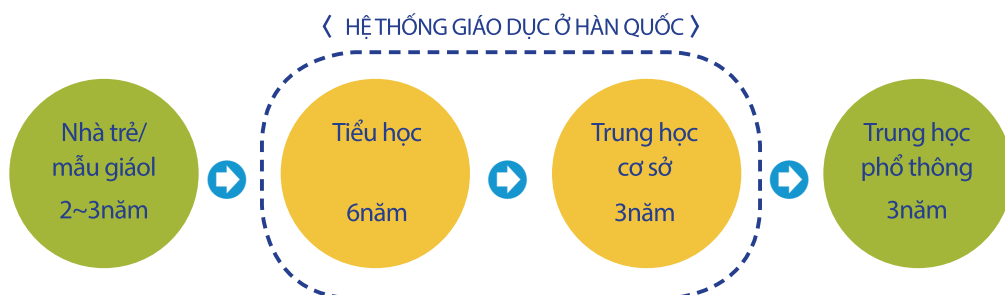 〈 HỆ THỐNG GIÁO DỤC Ở HÀN QUỐC 〉
Nhà trẻ/
mẫu giáol
2~3năm
Tiểu học
6năm
Trung học
cơ sở
3năm
Trung học
phổ thông
3năm